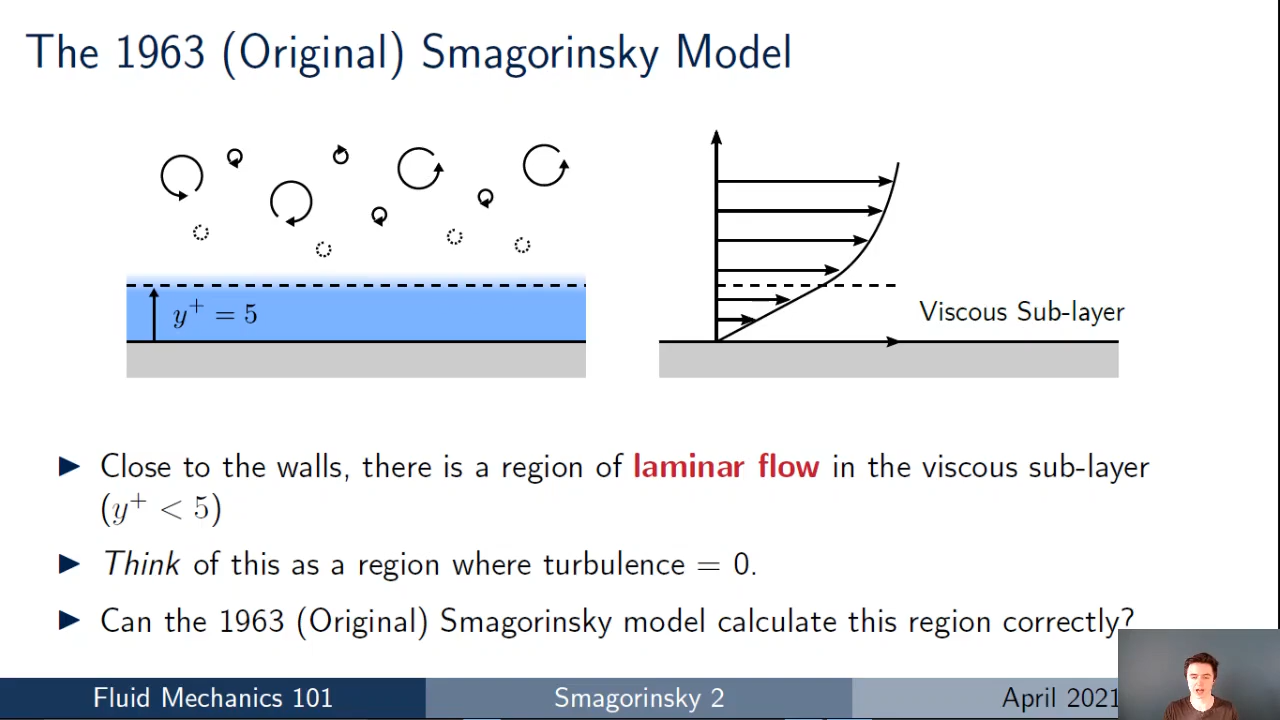 The 1963 (Original) Smagorinsky Model
y⁺ = 5
Viscous Sub-layer
▶ Close to the walls, there is a region of laminar flow in the viscous sub-layer
(y⁺ < 5)
▶ Think of this as a region where turbulence = 0.
▶ Can the 1963 (Original) Smagorinsky model calculate this region correctly?
Fluid Mechanics 101
Smagorinsky 2
April 2021